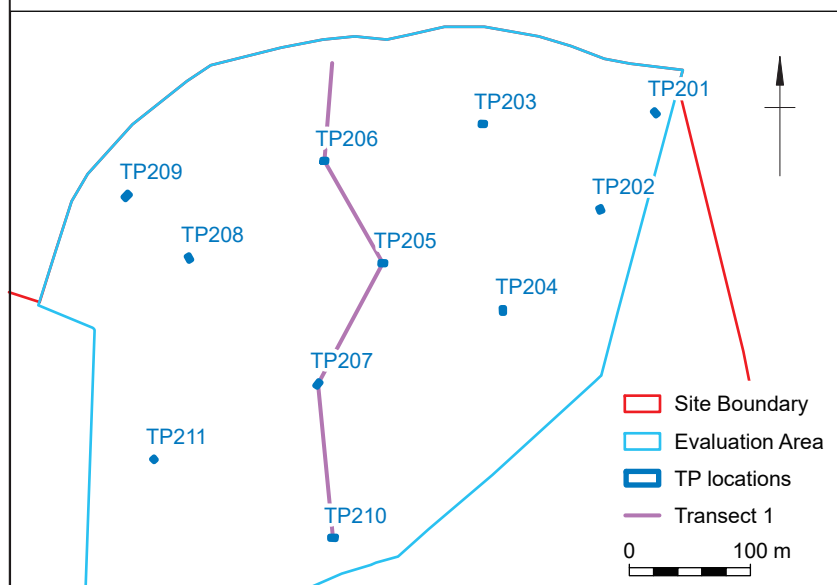 TP201
TP203
TP206
TP209
TP202
TP208
TP205
TP204
TP207
TP211
TP210
Site Boundary
Evaluation Area
TP locations
Transect 1
0 100 m